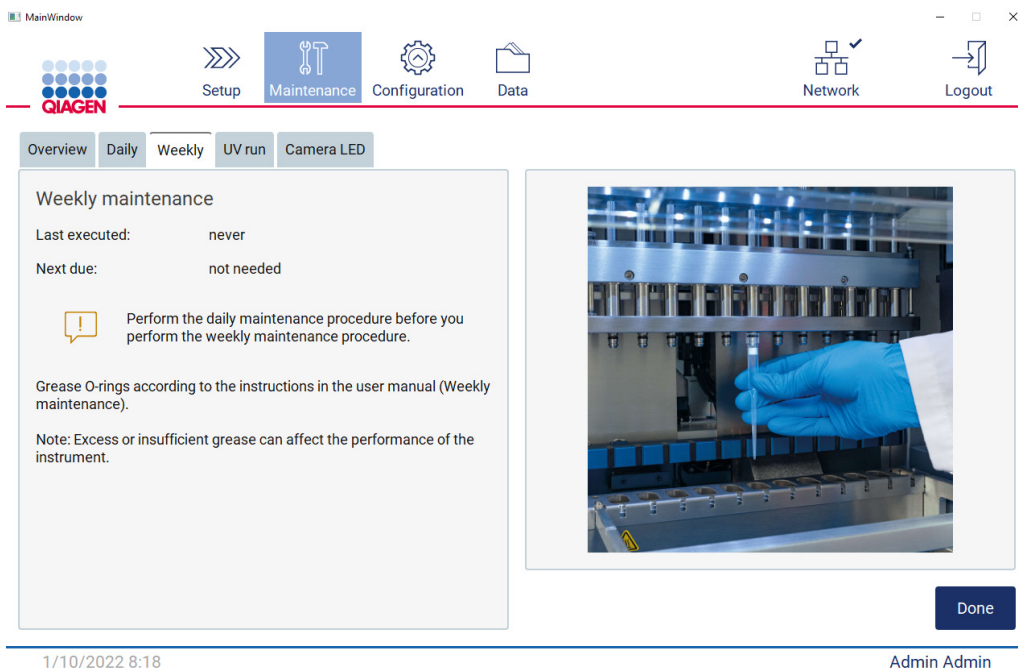 MainWindow
QIAGEN
Setup
Maintenance
Configuration
Data
Network
Logout
Overview
Daily
Weekly
UV run
Camera LED
Weekly maintenance
Last executed: never
Next due: not needed
!
Perform the daily maintenance procedure before you
perform the weekly maintenance procedure.
Grease O-rings according to the instructions in the user manual (Weekly
maintenance).
Note: Excess or insufficient grease can affect the performance of the
instrument.
Done
1/10/2022 8:18
Admin Admin